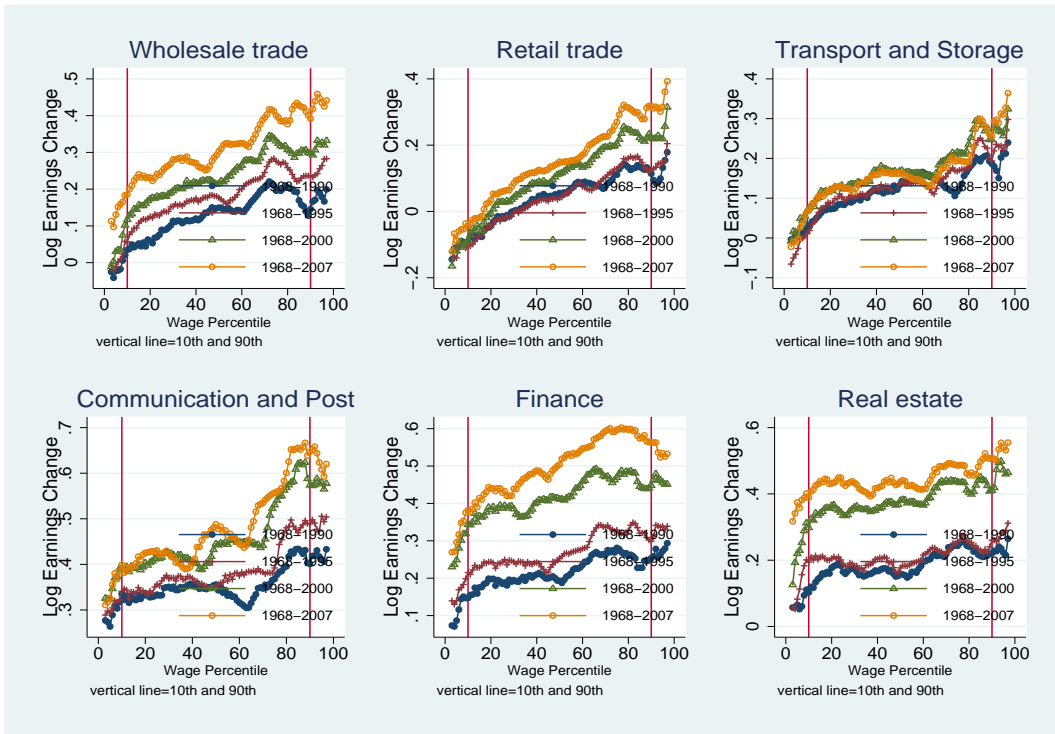 Wholesale trade
Log Earnings Change
0 .1 .2 .3 .4 .5
1968−1990
1968−1995
1968−2000
1968−2007
0 20 40 60 80 100
Wage Percentile
vertical line=10th and 90th
Retail trade
Log Earnings Change
−.2 0 .2 .4
1968−1990
1968−1995
1968−2000
1968−2007
0 20 40 60 80 100
Wage Percentile
vertical line=10th and 90th
Transport and Storage
Log Earnings Change
−.1 0 .1 .2 .3 .4
1968−1990
1968−1995
1968−2000
1968−2007
0 20 40 60 80 100
Wage Percentile
vertical line=10th and 90th
Communication and Post
Log Earnings Change
.3 .4 .5 .6 .7
1968−1990
1968−1995
1968−2000
1968−2007
0 20 40 60 80 100
Wage Percentile
vertical line=10th and 90th
Finance
Log Earnings Change
.1 .2 .3 .4 .5 .6
1968−1990
1968−1995
1968−2000
1968−2007
0 20 40 60 80 100
Wage Percentile
vertical line=10th and 90th
Real estate
Log Earnings Change
0 .2 .4 .6
1968−1990
1968−1995
1968−2000
1968−2007
0 20 40 60 80 100
Wage Percentile
vertical line=10th and 90th